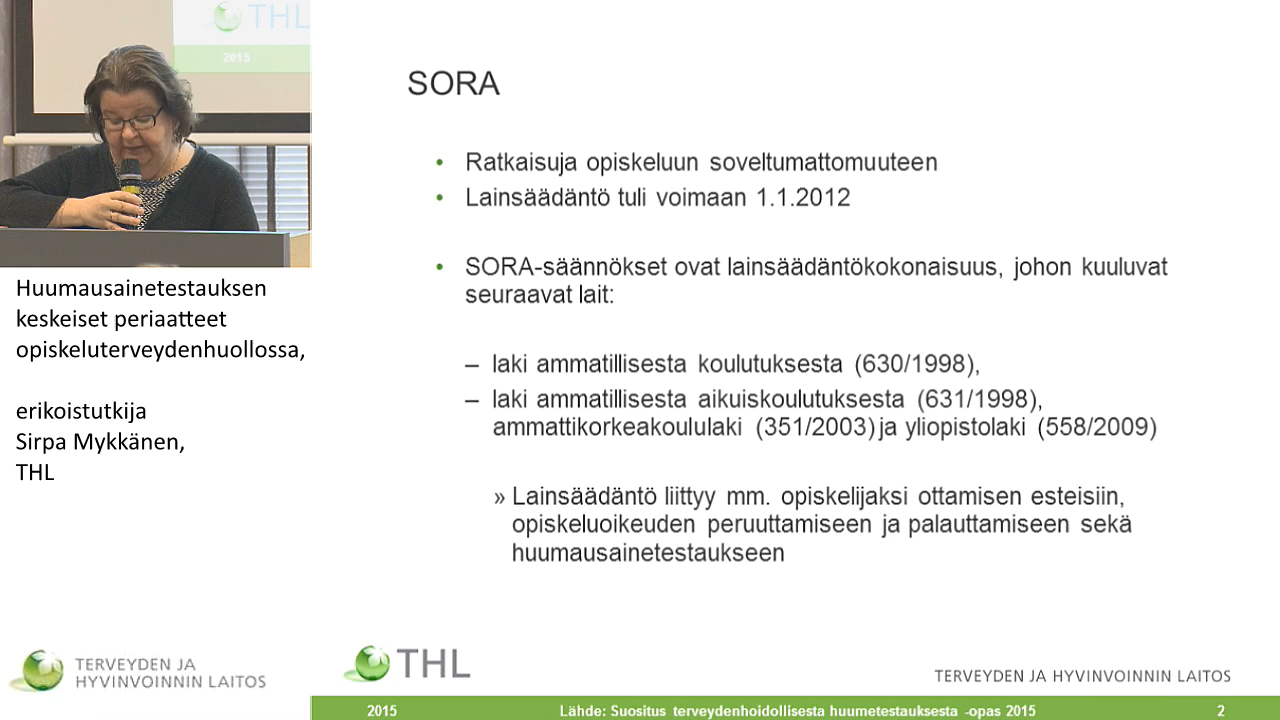 THL
2015
Huumausainetestauksen
keskeiset periaatteet
opiskeluterveydenhuollossa,
erikoistutkija
Sirpa Mykkänen,
THL
TERVEYDEN JA
HYVINVOINNIN LAITOS
SORA
• Ratkaisuja opiskeluun soveltumattomuuteen
• Lainsäädäntö tuli voimaan 1.1.2012
• SORA-säännökset ovat lainsäädäntökokonaisuus, johon kuuluvat
seuraavat lait:
– laki ammatillisesta koulutuksesta (630/1998),
– laki ammatillisesta aikuiskoulutuksesta (631/1998),
ammattikorkeakoululaki (351/2003) ja yliopistolaki (558/2009)
» Lainsäädäntö liittyy mm. opiskelijaksi ottamisen esteisiin,
opiskeluoikeuden peruuttamiseen ja palauttamiseen sekä
huumausainetestaukseen
THL
TERVEYDEN JA HYVINVOINNIN LAITOS
2015 Lähde: Suositus terveydenhoidollisesta huumetestauksesta -opas 2015 2